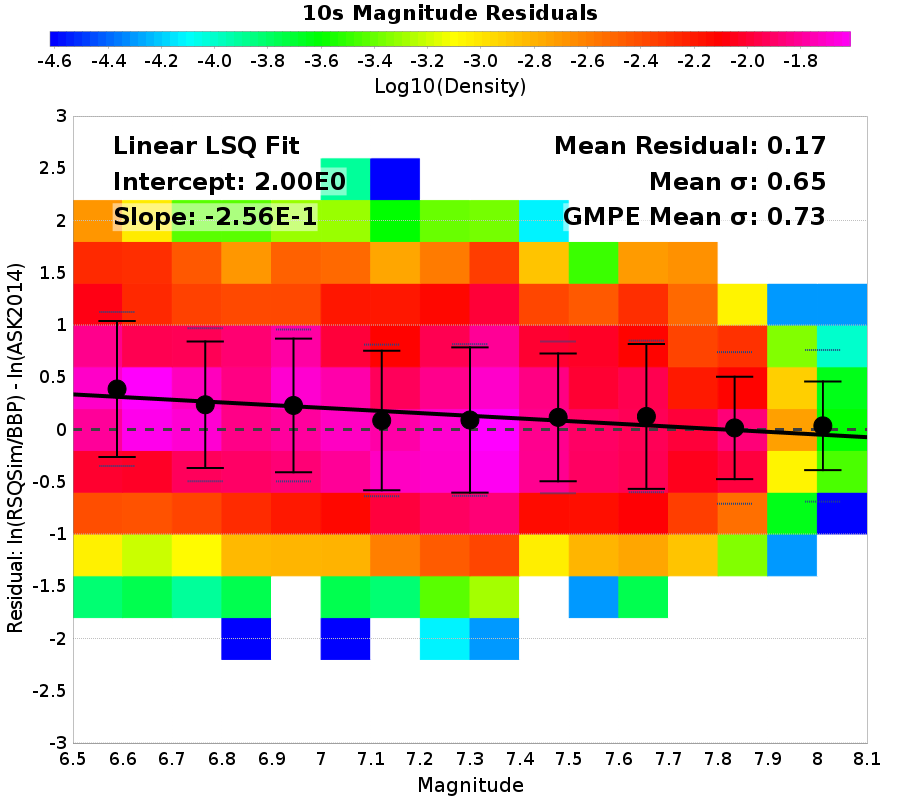 10s Magnitude Residuals
-4.6 -4.4 -4.2 -4.0 -3.8 -3.6 -3.4 -3.2 -3.0 -2.8 -2.6 -2.4 -2.2 -2.0 -1.8
Log10(Density)
Linear LSQ Fit
Intercept: 2.00E0
Slope: -2.56E-1
Mean Residual: 0.17
Mean σ: 0.65
GMPE Mean σ: 0.73
Residual: ln(RSQSim/BBP) - ln(ASK2014)
3
2.5
2
1.5
1
0.5
0
-0.5
-1
-1.5
-2
-2.5
-3
6.5 6.6 6.7 6.8 6.9 7 7.1 7.2 7.3 7.4 7.5 7.6 7.7 7.8 7.9 8 8.1
Magnitude